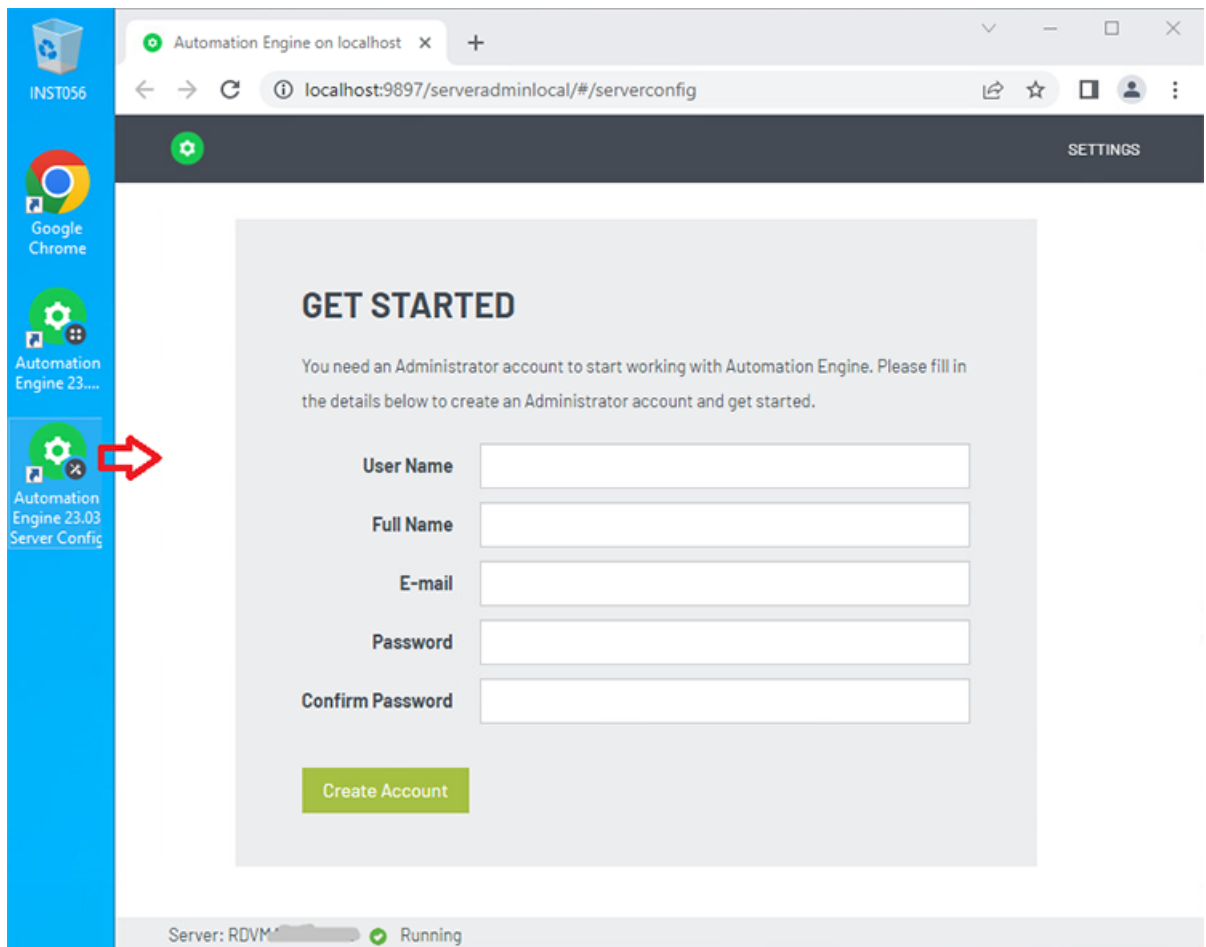 INST056
Google
Chrome
Automation
Engine 23....
Automation
Engine 23.03
Server Config
Automation Engine on localhost
localhost:9897/serveradminlocal/#/serverconfig
SETTINGS
GET STARTED
You need an Administrator account to start working with Automation Engine. Please fill in
the details below to create an Administrator account and get started.
User Name
Full Name
E-mail
Password
Confirm Password
Create Account
Server: Running